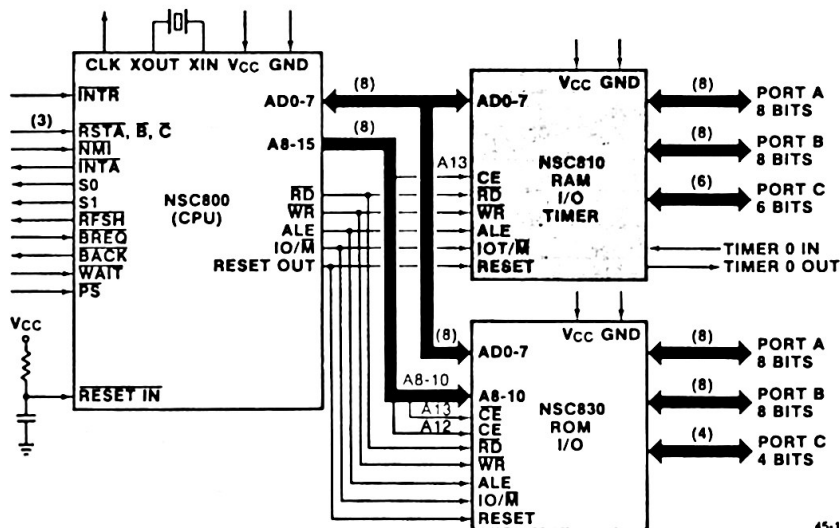 CLK XOUT XIN VCC GND
INTR
(3)
RSTA, B, C
NMI
INTA
S0
S1
RFSH
BREQ
BACK
WAIT
PS
VCC
RESET IN
NSC800
(CPU)
AD0-7
A8-15
RD
WR
ALE
IO/M
RESET OUT
(8)
(8)
(8)
A13
A8-10
A13
A12
VCC GND
AD0-7
NSC810
RAM
I/O
TIMER
CE
RD
WR
ALE
IOT/M
RESET
(8)
PORT A
8 BITS
(8)
PORT B
8 BITS
(6)
PORT C
6 BITS
TIMER 0 IN
TIMER 0 OUT
VCC GND
AD0-7
A8-10
NSC830
ROM
I/O
CE
CE
RD
WR
ALE
IO/M
RESET
(8)
PORT A
8 BITS
(8)
PORT B
8 BITS
(4)
PORT C
4 BITS